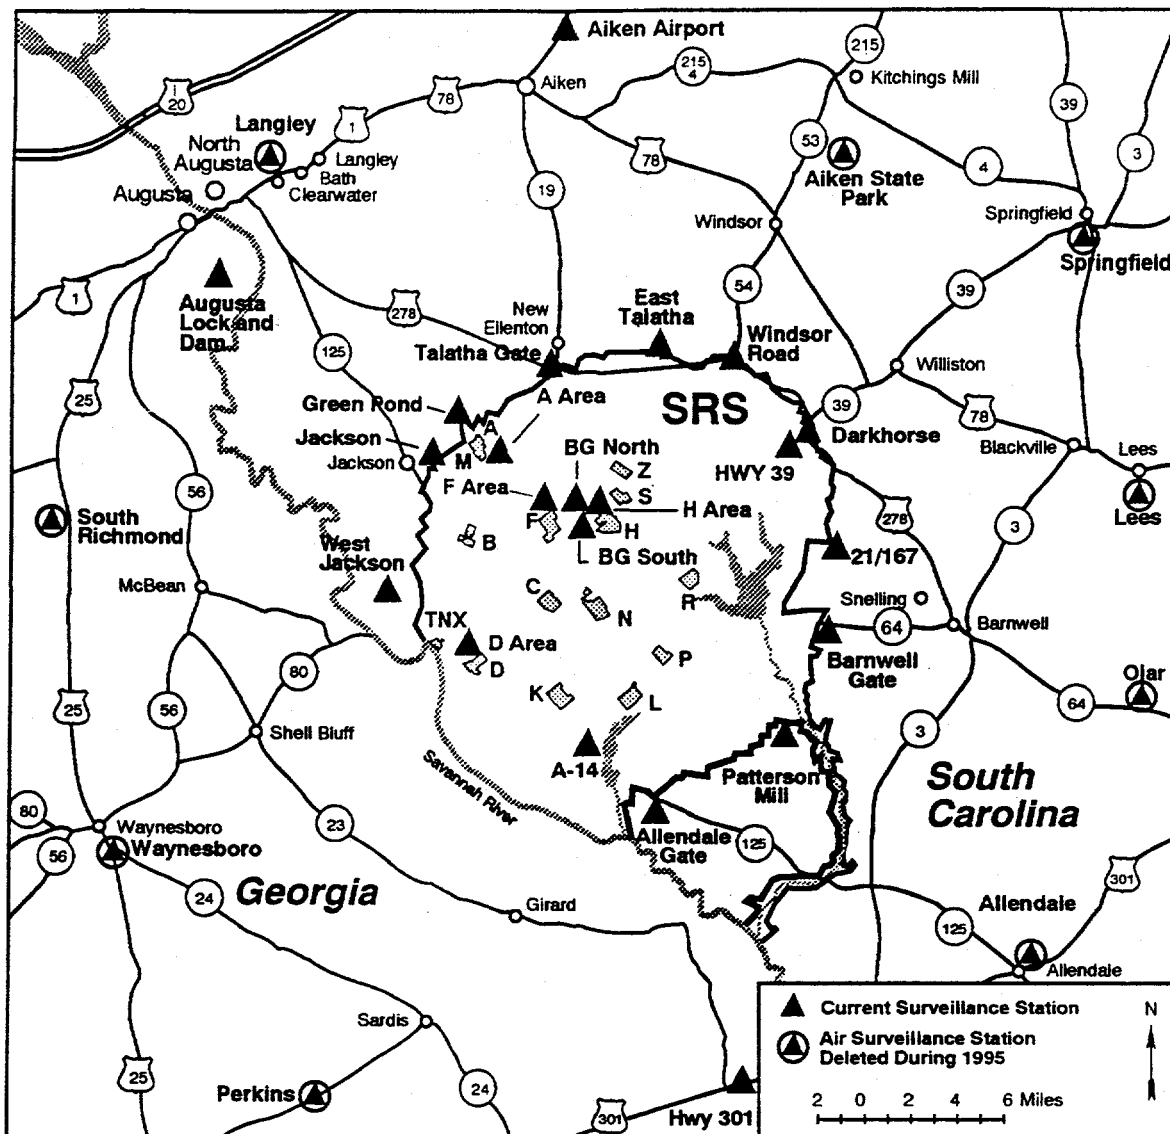 Aiken Airport
215
20
78
Aiken
215
4
Kitchings Mill
39
1
Langley
North
Augusta
Langley
Bath
Clearwater
Augusta
53
3
78
Aiken State
Park
4
19
Windsor
Springfield
Springfield
1
Augusta
Lock and
Dam
278
New
Ellenton
East
Talatha
54
39
125
Talatha Gate
Windsor
Road
Williston
25
A Area
SRS
39
78
Green Pond
Darkhorse
Jackson
A
BG North
Blackville
Lees
Jackson
M
Z
HWY 39
56
F Area
S
H Area
278
3
Lees
South
Richmond
F
H
B
BG South
West
Jackson
21/167
McBean
C
R
Snelling
N
64
Barnwell
TNX
D Area
Barnwell
Gate
80
D
P
Olar
25
56
K
L
64
Shell Bluff
3
A-14
Patterson
Mill
South
Carolina
Savannah River
80
Waynesboro
23
Waynesboro
Allendale
Gate
125
56
24
Georgia
301
Girard
Allendale
125
Allendale
Current Surveillance Station
N
Sardis
Air Surveillance Station
Deleted During 1995
25
Perkins
24
2 0 2 4 6 Miles
301
Hwy 301